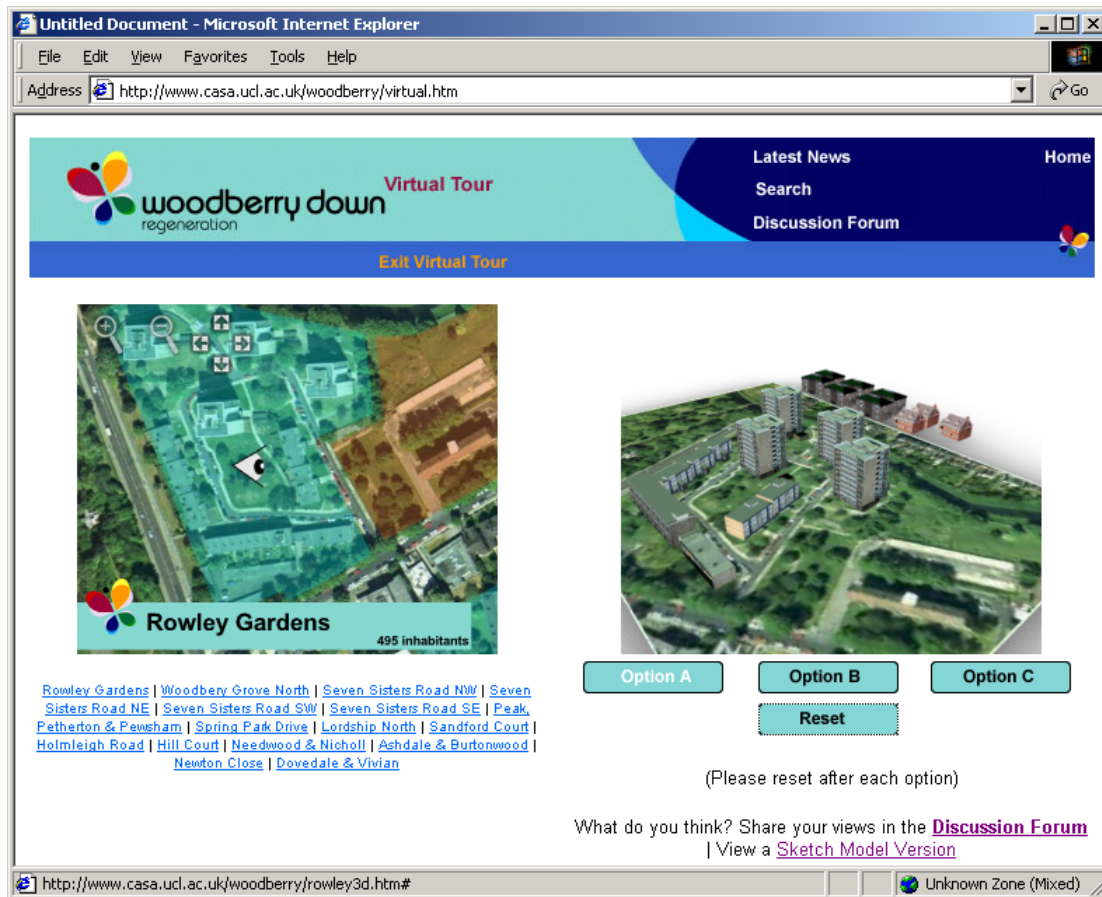 Untitled Document - Microsoft Internet Explorer
File Edit View Favorites Tools Help
Address http://www.casa.ucl.ac.uk/woodberry/virtual.htm Go
woodberry down
regeneration
Virtual Tour
Latest News
Home
Search
Discussion Forum
Exit Virtual Tour
Rowley Gardens
495 inhabitants
Rowley Gardens | Woodbery Grove North | Seven Sisters Road NW | Seven
Sisters Road NE | Seven Sisters Road SW | Seven Sisters Road SE | Peak,
Petherton & Pewsham | Spring Park Drive | Lordship North | Sandford Court |
Holmleigh Road | Hill Court | Needwood & Nicholl | Ashdale & Burtonwood |
Newton Close | Dovedale & Vivian
Option A
Option B
Option C
Reset
(Please reset after each option)
What do you think? Share your views in the Discussion Forum
| View a Sketch Model Version
http://www.casa.ucl.ac.uk/woodberry/rowley3d.htm#
Unknown Zone (Mixed)